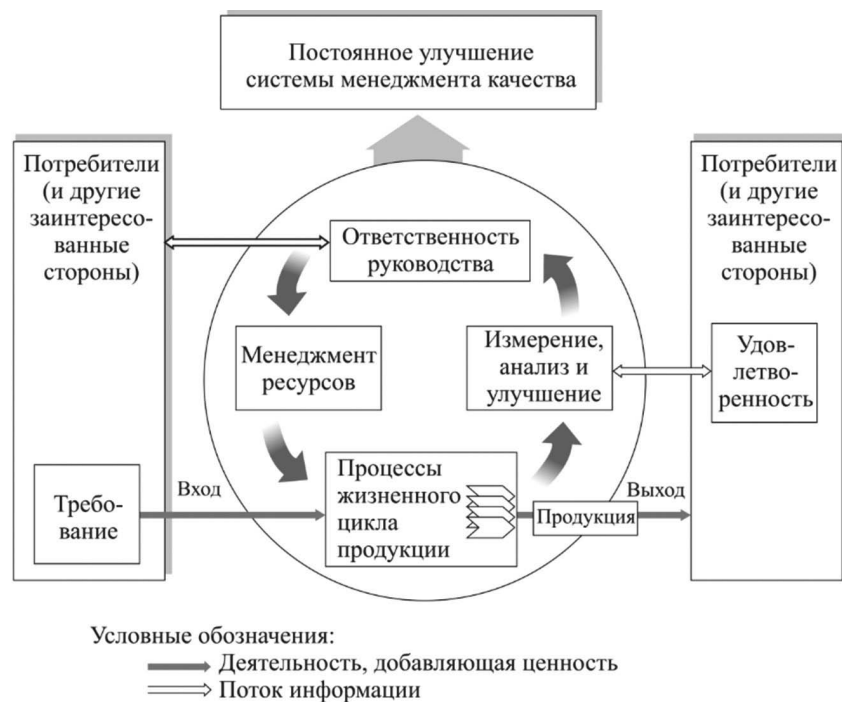 Постоянное улучшение
системы менеджмента качества
Потребители
(и другие
заинтересо-
ванные
стороны)
Потребители
(и другие
заинтересо-
ванные
стороны)
Ответственность
руководства
Менеджмент
ресурсов
Измерение,
анализ и
улучшение
Удов-
летво-
ренность
Требо-
вание
Вход
Процессы
жизненного
цикла
продукции
Продукция
Выход
Условные обозначения:
Деятельность, добавляющая ценность
Поток информации